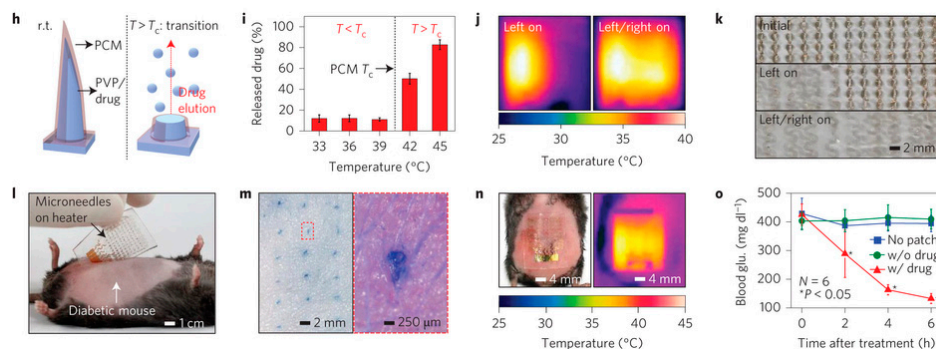 h
r.t.
T > Tc: transition
PCM
PVP/
drug
Drug
elution
i
Released drug (%)
100
80
60
40
20
0
T < Tc
T > Tc
PCM Tc
33
36
39
42
45
Temperature (°C)
j
Left on
Left/right on
25
30
35
40
Temperature (°C)
k
Initial
Left on
Left/right on
2 mm
l
Microneedles
on heater
Diabetic mouse
1 cm
m
2 mm
250 µm
n
4 mm
4 mm
25
30
35
40
45
Temperature (°C)
o
Blood glu. (mg dl⁻¹)
500
400
300
200
100
No patch
w/o drug
w/ drug
*
*
N = 6
*P < 0.05
0
2
4
6
Time after treatment (h)